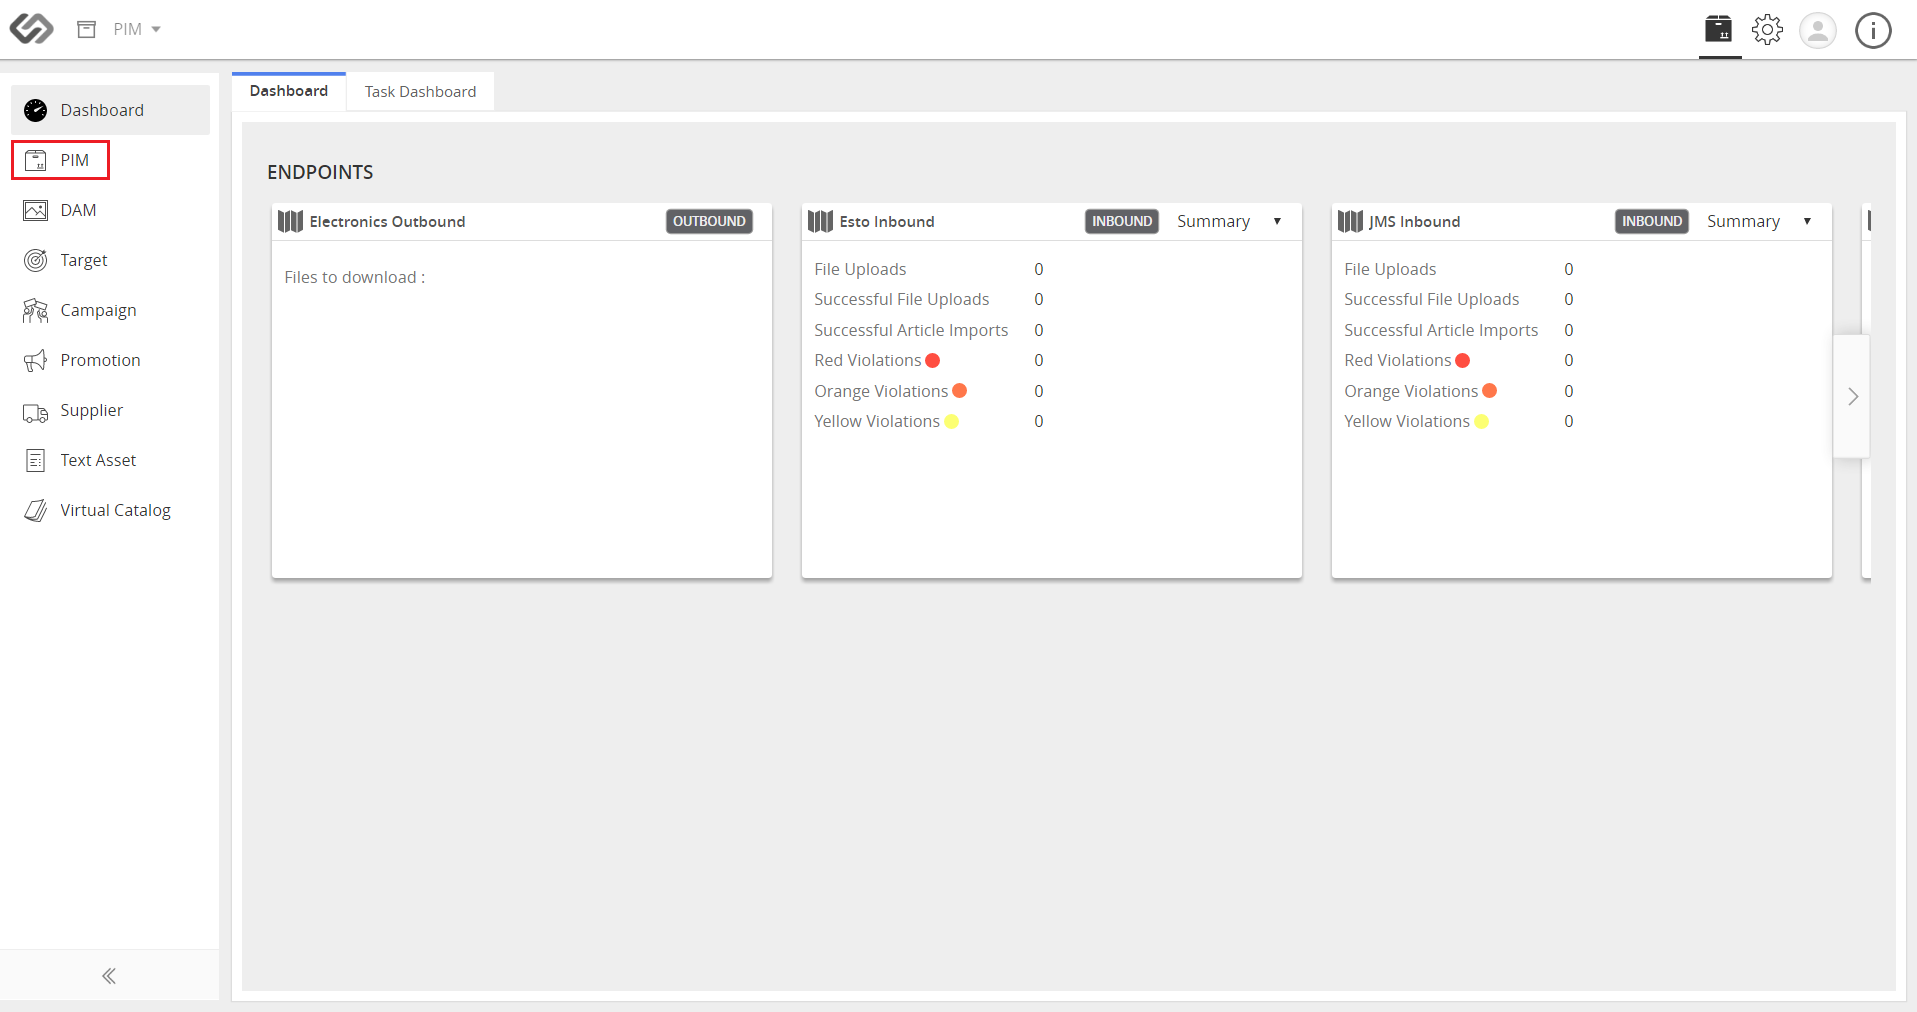 PIM
Dashboard
PIM
DAM
Target
Campaign
Promotion
Supplier
Text Asset
Virtual Catalog
Dashboard
Task Dashboard
ENDPOINTS
Electronics Outbound OUTBOUND
Files to download :
Esto Inbound INBOUND Summary
File Uploads 0
Successful File Uploads 0
Successful Article Imports 0
Red Violations 0
Orange Violations 0
Yellow Violations 0
JMS Inbound INBOUND Summary
File Uploads 0
Successful File Uploads 0
Successful Article Imports 0
Red Violations 0
Orange Violations 0
Yellow Violations 0